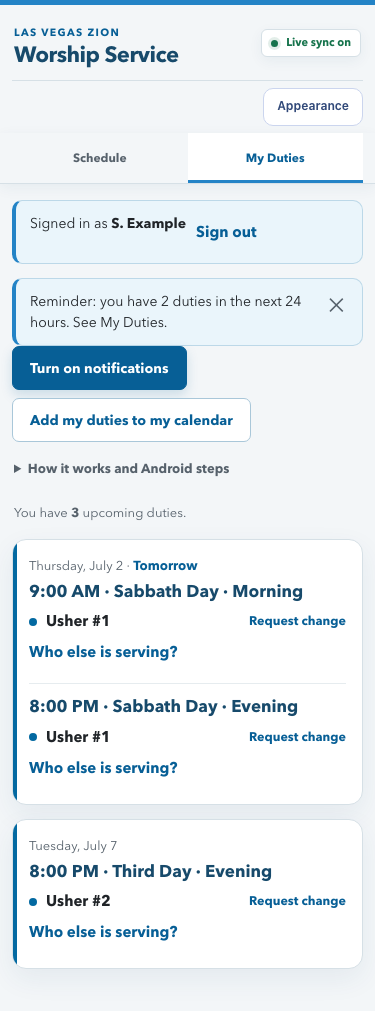 LAS VEGAS ZION
Worship Service
Live sync on
Appearance
Schedule
My Duties
Signed in as S. Example
Sign out
Reminder: you have 2 duties in the next 24
hours. See My Duties.
Turn on notifications
Add my duties to my calendar
How it works and Android steps
You have 3 upcoming duties.
Thursday, July 2 · Tomorrow
9:00 AM · Sabbath Day · Morning
Usher #1
Request change
Who else is serving?
8:00 PM · Sabbath Day · Evening
Usher #1
Request change
Who else is serving?
Tuesday, July 7
8:00 PM · Third Day · Evening
Usher #2
Request change
Who else is serving?